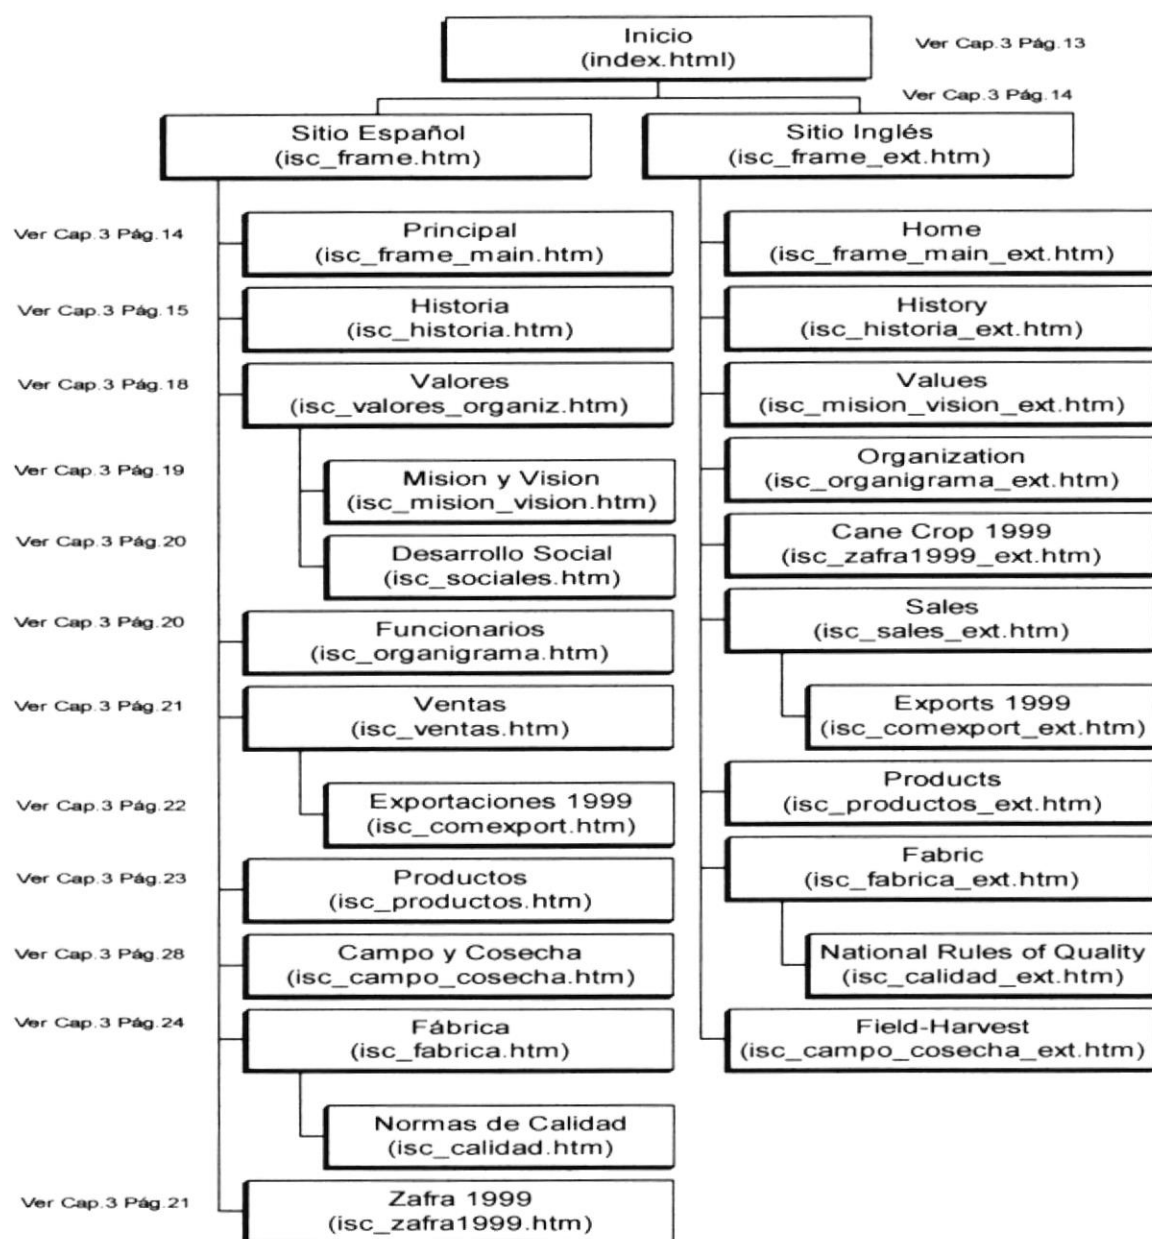 Inicio
(index.html)
Ver Cap.3 Pág.13
Ver Cap.3 Pág.14
Sitio Español
(isc_frame.htm)
Sitio Inglés
(isc_frame_ext.htm)
Ver Cap.3 Pág.14
Principal
(isc_frame_main.htm)
Home
(isc_frame_main_ext.htm)
Ver Cap.3 Pág.15
Historia
(isc_historia.htm)
History
(isc_historia_ext.htm)
Ver Cap.3 Pág.18
Valores
(isc_valores_organiz.htm)
Values
(isc_mision_vision_ext.htm)
Ver Cap.3 Pág.19
Mision y Vision
(isc_mision_vision.htm)
Organization
(isc_organigrama_ext.htm)
Ver Cap.3 Pág.20
Desarrollo Social
(isc_sociales.htm)
Cane Crop 1999
(isc_zafra1999_ext.htm)
Ver Cap.3 Pág.20
Funcionarios
(isc_organigrama.htm)
Sales
(isc_sales_ext.htm)
Ver Cap.3 Pág.21
Ventas
(isc_ventas.htm)
Exports 1999
(isc_comexport_ext.htm)
Ver Cap.3 Pág.22
Exportaciones 1999
(isc_comexport.htm)
Products
(isc_productos_ext.htm)
Ver Cap.3 Pág.23
Productos
(isc_productos.htm)
Fabric
(isc_fabrica_ext.htm)
Ver Cap.3 Pág.28
Campo y Cosecha
(isc_campo_cosecha.htm)
National Rules of Quality
(isc_calidad_ext.htm)
Ver Cap.3 Pág.24
Fábrica
(isc_fabrica.htm)
Field-Harvest
(isc_campo_cosecha_ext.htm)
Normas de Calidad
(isc_calidad.htm)
Ver Cap.3 Pág.21
Zafra 1999
(isc_zafra1999.htm)